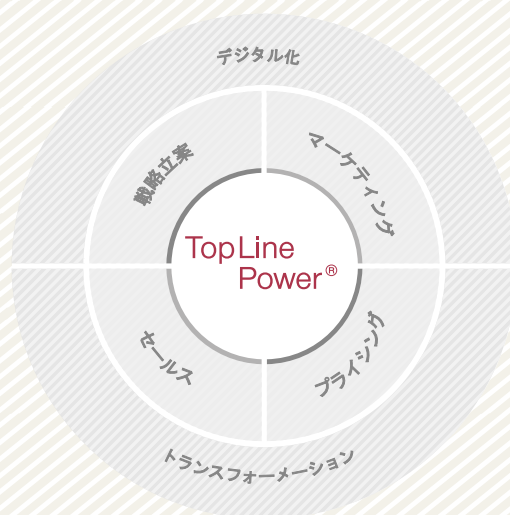 デジタル化
戦略立案
マーケティング
TopLine
Power®
セールス
プライシング
トランスフォーメーション